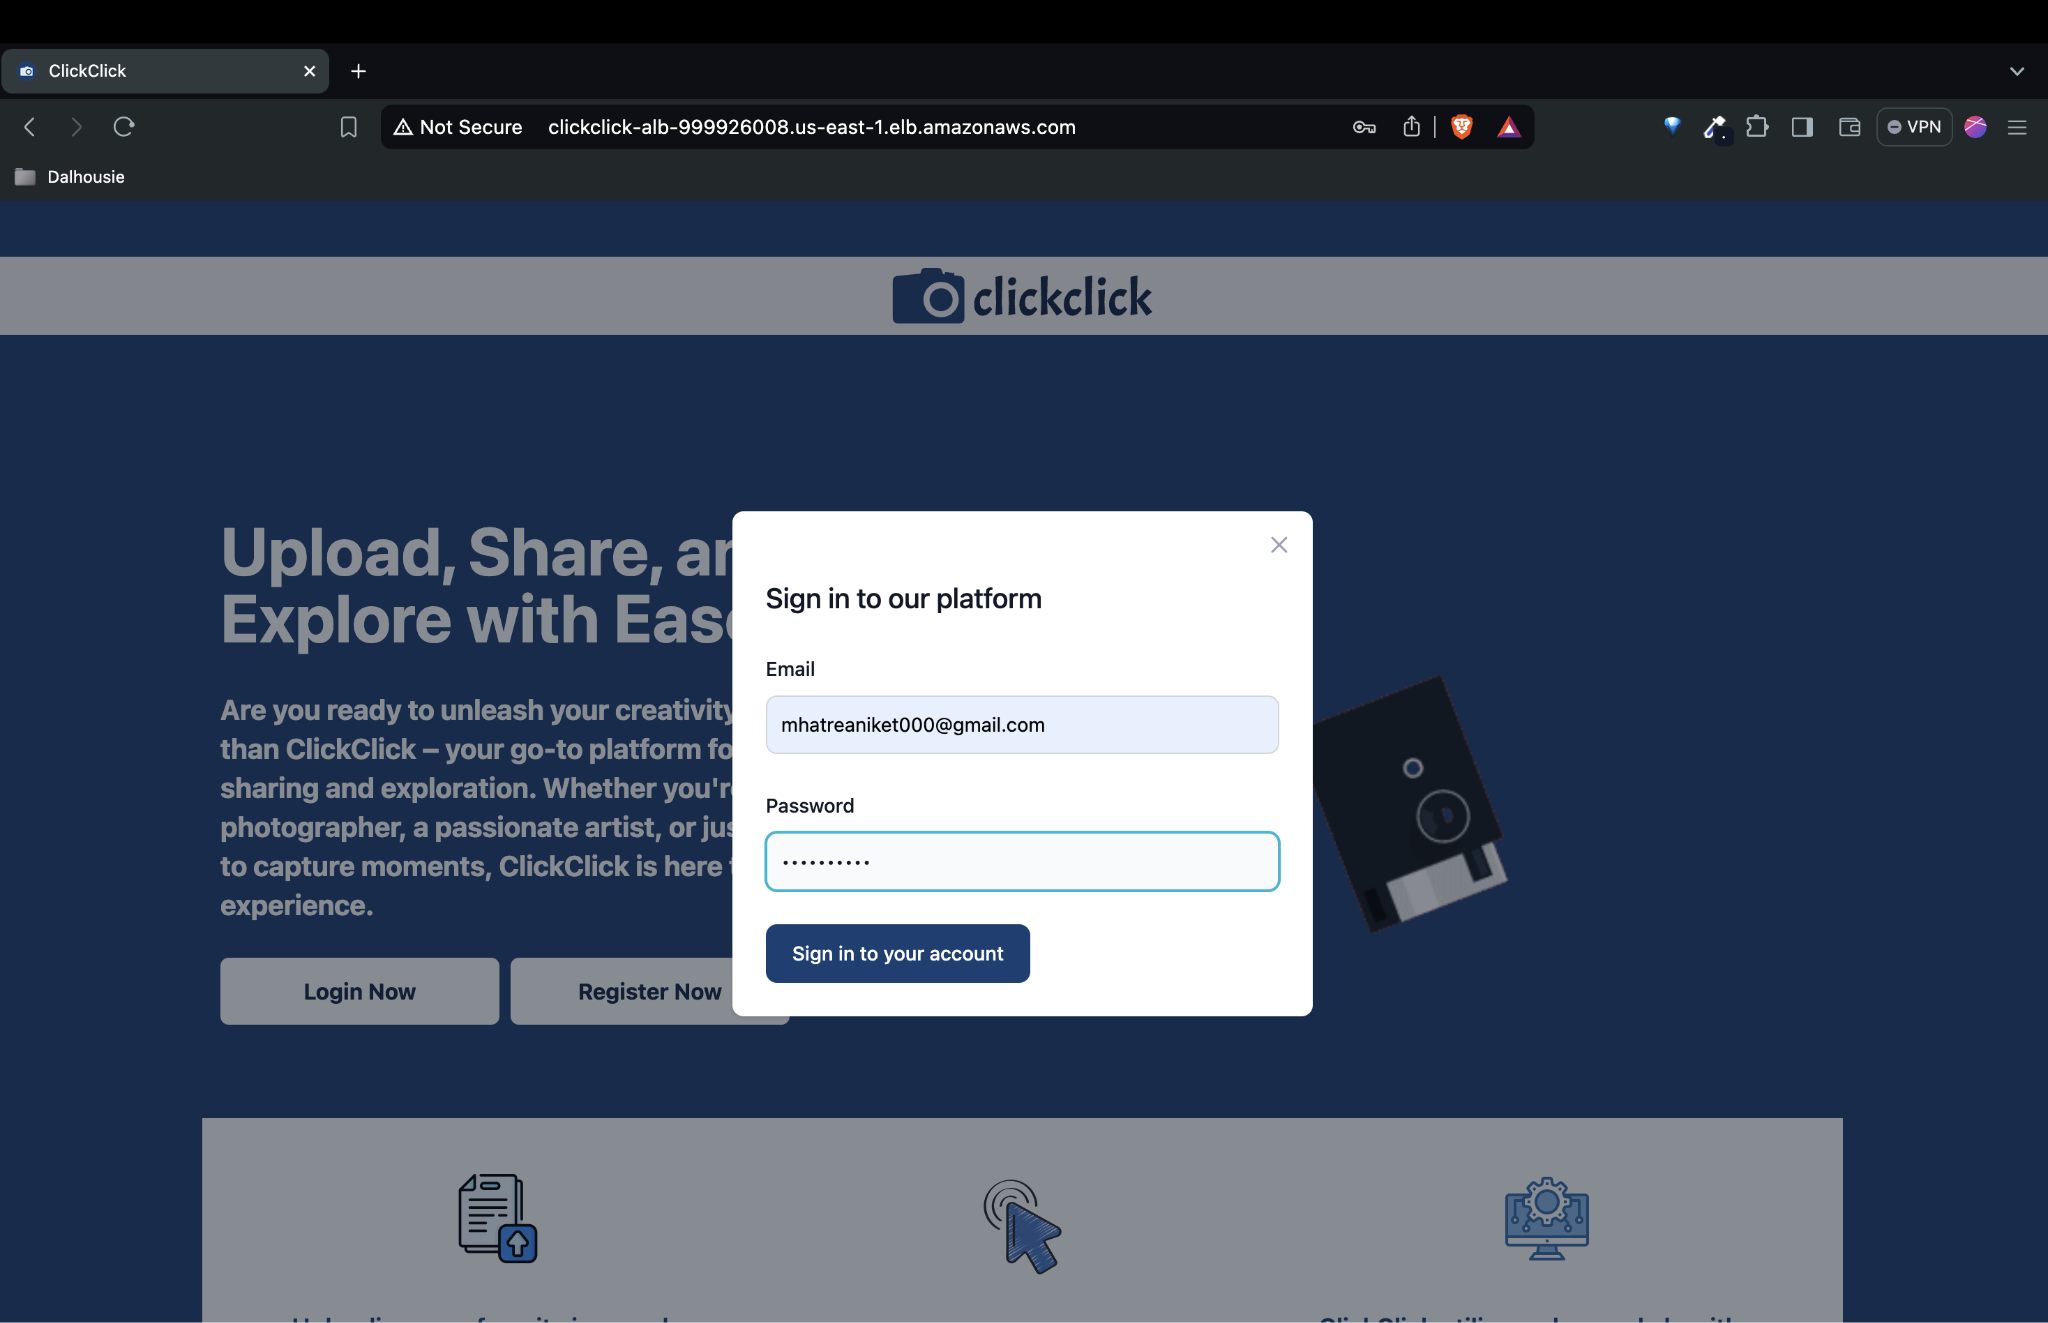 ClickClick
Not Secure clickclick-alb-999926008.us-east-1.elb.amazonaws.com
VPN
Dalhousie
clickclick
Upload, Share, ar
Explore with Eas
Are you ready to unleash your creativity
than ClickClick – your go-to platform fo
sharing and exploration. Whether you'r
photographer, a passionate artist, or jus
to capture moments, ClickClick is here
experience.
Login Now
Register Now
Sign in to our platform
Email
mhatreaniket000@gmail.com
Password
••••••••••
Sign in to your account